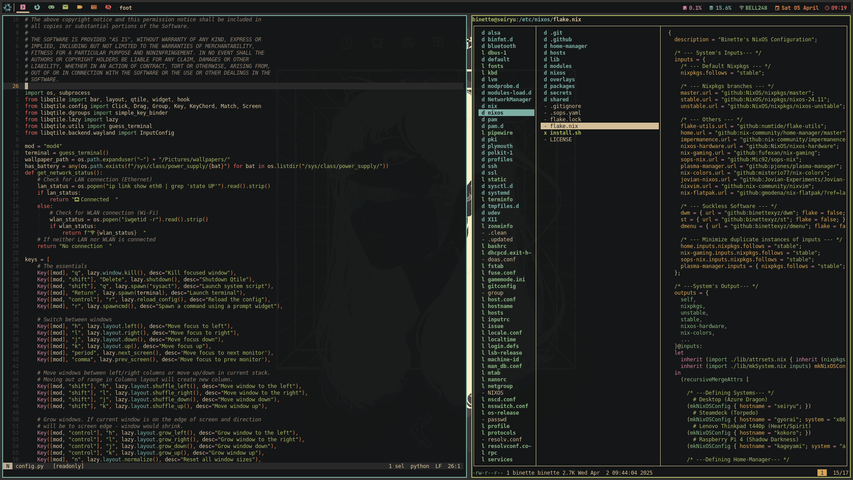 foot
8.1%
15.6%
BELL248
Sat 05 April
09:19
# The above copyright notice and this permission notice shall be included in
# all copies or substantial portions of the Software.
#
# THE SOFTWARE IS PROVIDED "AS IS", WITHOUT WARRANTY OF ANY KIND, EXPRESS OR
# IMPLIED, INCLUDING BUT NOT LIMITED TO THE WARRANTIES OF MERCHANTABILITY,
# FITNESS FOR A PARTICULAR PURPOSE AND NONINFRINGEMENT. IN NO EVENT SHALL THE
# AUTHORS OR COPYRIGHT HOLDERS BE LIABLE FOR ANY CLAIM, DAMAGES OR OTHER
# LIABILITY, WHETHER IN AN ACTION OF CONTRACT, TORT OR OTHERWISE, ARISING FROM,
# OUT OF OR IN CONNECTION WITH THE SOFTWARE OR THE USE OR OTHER DEALINGS IN THE
# SOFTWARE.
26
import os, subprocess
from libqtile import bar, layout, qtile, widget, hook
from libqtile.config import Click, Drag, Group, Key, KeyChord, Match, Screen
from libqtile.dgroups import simple_key_binder
from libqtile.lazy import lazy
from libqtile.utils import guess_terminal
from libqtile.backend.wayland import InputConfig
mod = "mod4"
terminal = guess_terminal()
wallpaper_path = os.path.expanduser("~") + "/Pictures/wallpapers/"
has_battery = any(os.path.exists(f"/sys/class/power_supply/{bat}") for bat in os.listdir("/sys/class/power_supply/"))
def get_network_status():
# Check for LAN connection (Ethernet)
lan_status = os.popen("ip link show eth0 | grep 'state UP'").read().strip()
if lan_status:
return "Connected "
else:
# Check for WLAN connection (Wi-Fi)
wlan_status = os.popen("iwgetid -r").read().strip()
if wlan_status:
return f"{wlan_status} "
# If neither LAN nor WLAN is connected
return "No connection "
keys = [
# The essentials
Key([mod], "q", lazy.window.kill(), desc="Kill focused window"),
Key([mod, "shift"], "Delete", lazy.shutdown(), desc="Shutdown Qtile"),
Key([mod, "shift"], "q", lazy.spawn("sysact"), desc="Launch system script"),
Key([mod], "Return", lazy.spawn(terminal), desc="Launch terminal"),
Key([mod, "control"], "r", lazy.reload_config(), desc="Reload the config"),
Key([mod], "r", lazy.spawncmd(), desc="Spawn a command using a prompt widget"),
# Switch between windows
Key([mod], "h", lazy.layout.left(), desc="Move focus to left"),
Key([mod], "l", lazy.layout.right(), desc="Move focus to right"),
Key([mod], "j", lazy.layout.down(), desc="Move focus down"),
Key([mod], "k", lazy.layout.up(), desc="Move focus up"),
Key([mod], "period", lazy.next_screen(), desc="Move focus to next monitor"),
Key([mod], "comma", lazy.prev_screen(), desc="Move focus to prev monitor"),
# Move windows between left/right columns or move up/down in current stack.
# Moving out of range in Columns layout will create new column.
Key([mod, "shift"], "h", lazy.layout.shuffle_left(), desc="Move window to the left"),
Key([mod, "shift"], "l", lazy.layout.shuffle_right(), desc="Move window to the right"),
Key([mod, "shift"], "j", lazy.layout.shuffle_down(), desc="Move window down"),
Key([mod, "shift"], "k", lazy.layout.shuffle_up(), desc="Move window up"),
# Grow windows. If current window is on the edge of screen and direction
# will be to screen edge - window would shrink.
Key([mod, "control"], "h", lazy.layout.grow_left(), desc="Grow window to the left"),
Key([mod, "control"], "l", lazy.layout.grow_right(), desc="Grow window to the right"),
Key([mod, "control"], "j", lazy.layout.grow_down(), desc="Grow window down"),
Key([mod, "control"], "k", lazy.layout.grow_up(), desc="Grow window up"),
Key([mod], "n", lazy.layout.normalize(), desc="Reset all window sizes"),
N config.py [readonly] 1 sel python LF 26:1
binette@seiryu:/etc/nixos/flake.nix
d alsa
d binfmt.d
d bluetooth
l dbus-1
d default
l fonts
l kbd
d lvm
d modprobe.d
d modules-load.d
d NetworkManager
d nix
d nixos
d pam
d pam.d
l pipewire
d pki
d plymouth
d polkit-1
d profiles
d ssh
d ssl
l static
d sysctl.d
d systemd
l terminfo
d tmpfiles.d
d udev
d X11
l zoneinfo
- .clean
- .updated
l bashrc
l dhcpcd.exit-h~
- doas.conf
l fstab
l fuse.conf
l gamemode.ini
l gitconfig
- group
l host.conf
l hostname
l hosts
l inputrc
l issue
l locale.conf
l localtime
l login.defs
l lsb-release
- machine-id
l man_db.conf
l mtab
l nanorc
l netgroup
- NIXOS
l nscd.conf
l nsswitch.conf
l os-release
- passwd
l profile
l protocols
- resolv.conf
l resolvconf.co~
l rpc
l services
d .git
d .github
d home-manager
d hosts
d lib
d modules
d nixos
d overlays
d packages
d secrets
d shared
- .gitignore
- .sops.yaml
- flake.lock
- flake.nix
x install.sh
- LICENSE
{
description = "Binette's NixOS Configuration";
/* --- System's Inputs---- */
inputs = {
/* --- Default Nixpkgs --- */
nixpkgs.follows = "stable";
/* --- Nixpkgs branches --- */
master.url = "github:NixOS/nixpkgs/master";
stable.url = "github:NixOS/nixpkgs/nixos-24.11";
unstable.url = "github:NixOS/nixpkgs/nixos-unstable";
/* --- Others --- */
flake-utils.url = "github:numtide/flake-utils";
home.url = "github:nix-community/home-manager/master"
impermanence.url = "github:nix-community/impermanence
nixos-hardware.url = "github:NixOS/nixos-hardware";
nix-gaming.url = "github:fufexan/nix-gaming";
sops-nix.url = "github:Mic92/sops-nix";
plasma-manager.url = "github:pjones/plasma-manager";
nix-colors.url = "github:misterio77/nix-colors";
jovian-nixos.url = "github:Jovian-Experiments/Jovian
nixvim.url = "github:nix-community/nixvim";
nix-flatpak.url = "github:gmodena/nix-flatpak/?ref=la
/* --- Suckless Software --- */
dwm = { url = "github:binettexyz/dwm"; flake = false;
st = { url = "github:binettexyz/st"; flake = false; }
dmenu = { url = "github:binettexyz/dmenu"; flake = fa
/* --- Minimize duplicate instances of inputs --- */
home.inputs.nixpkgs.follows = "stable";
nix-gaming.inputs.nixpkgs.follows = "stable";
sops-nix.inputs.nixpkgs.follows = "stable";
plasma-manager.inputs = { nixpkgs.follows = "stable";
};
/* ---System's Output--- */
outputs = {
self,
nixpkgs,
unstable,
stable,
nixos-hardware,
nix-colors,
...
}@inputs:
let
inherit (import ./lib/attrsets.nix { inherit (nixpkgs
inherit (import ./lib/mkSystem.nix inputs) mkNixOSCon
in
(recursiveMergeAttrs [
/* ---Defining Systems--- */
# Desktop (Azure Dragon)
(mkNixOSConfig { hostname = "seiryu"; })
# Steamdeck (Torpedo)
(mkNixOSConfig { hostname = "gyorai"; system = "x86
# Lenovo Thinkpad t440p (Heart/Spirit)
(mkNixOSConfig { hostname = "kokoro"; })
# Raspberry Pi 4 (Shadow Darkness)
(mkNixOSConfig { hostname = "kageyami"; system = "a
/* ---Defining Home-Manager--- */
-rw-r--r-- 1 binette binette 2.7K Wed Apr 2 09:44:04 2025
1 15/17